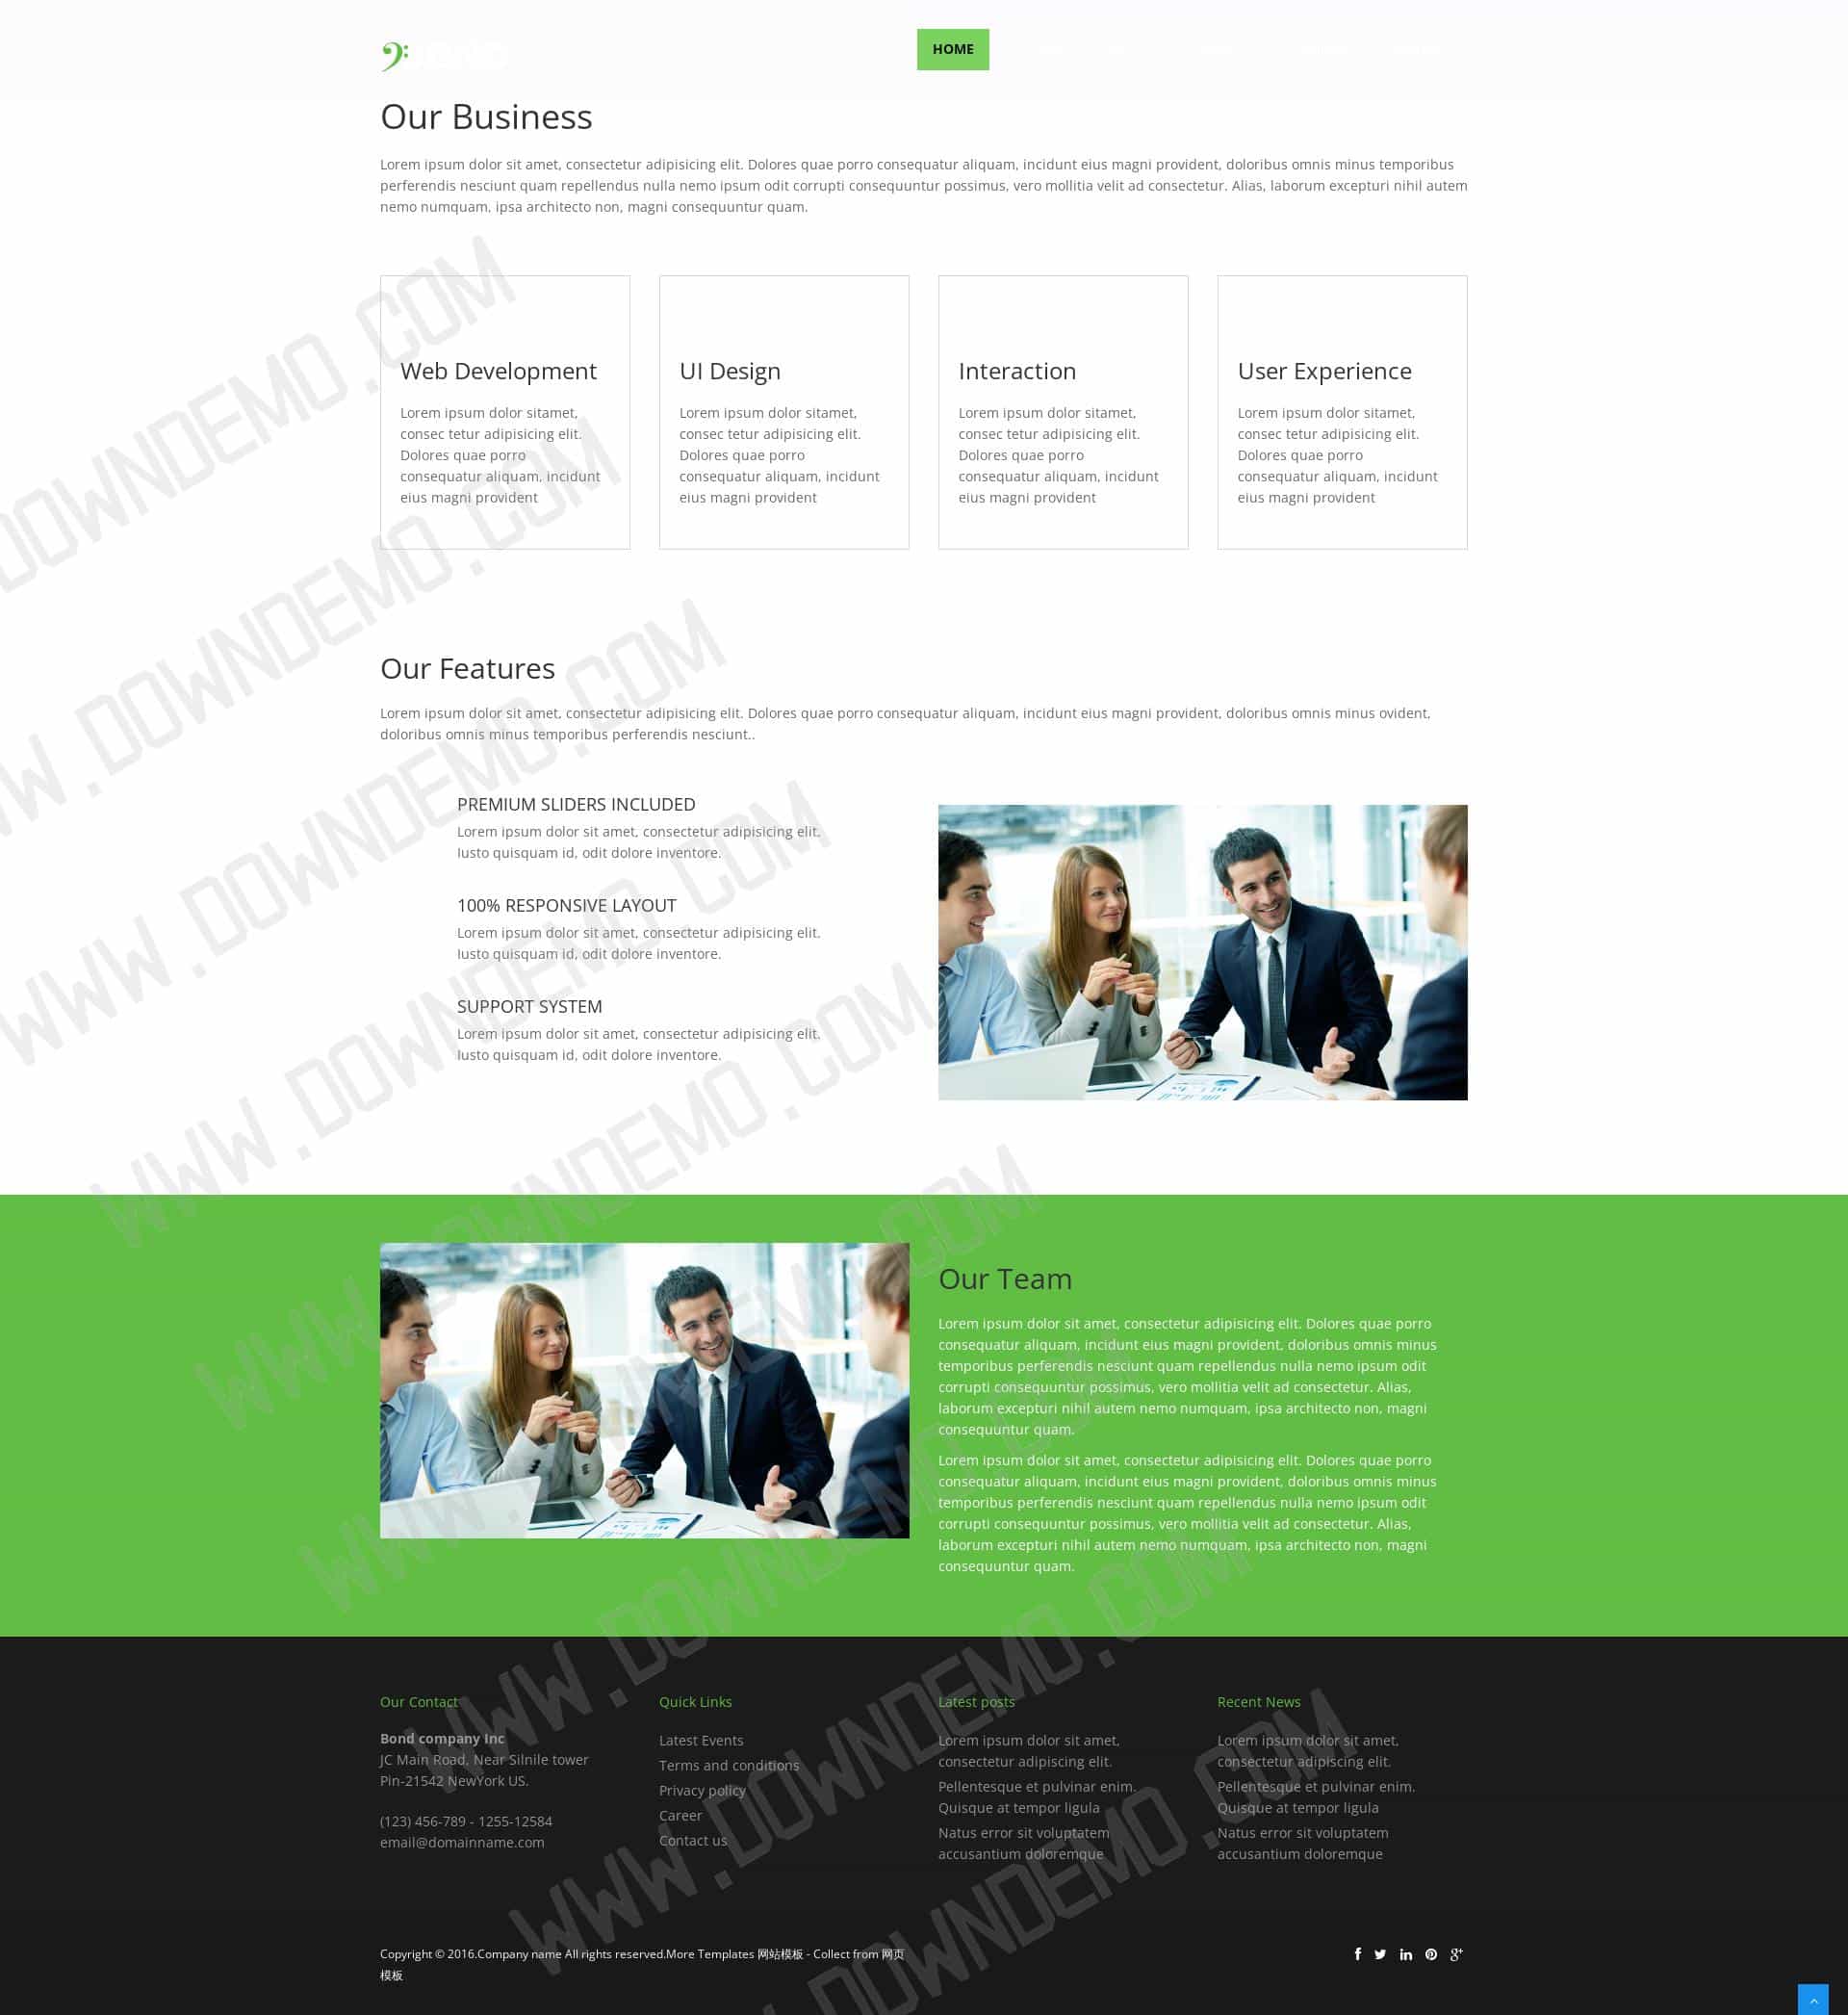 HOME
Our Business
Lorem ipsum dolor sit amet, consectetur adipisicing elit. Dolores quae porro consequatur aliquam, incidunt eius magni provident, doloribus omnis minus temporibus
perferendis nesciunt quam repellendus nulla nemo ipsum odit corrupti consequuntur possimus, vero mollitia velit ad consectetur. Alias, laborum excepturi nihil autem
nemo numquam, ipsa architecto non, magni consequuntur quam.
Web Development
Lorem ipsum dolor sitamet,
consec tetur adipisicing elit.
Dolores quae porro
consequatur aliquam, incidunt
eius magni provident
UI Design
Lorem ipsum dolor sitamet,
consec tetur adipisicing elit.
Dolores quae porro
consequatur aliquam, incidunt
eius magni provident
Interaction
Lorem ipsum dolor sitamet,
consec tetur adipisicing elit.
Dolores quae porro
consequatur aliquam, incidunt
eius magni provident
User Experience
Lorem ipsum dolor sitamet,
consec tetur adipisicing elit.
Dolores quae porro
consequatur aliquam, incidunt
eius magni provident
Our Features
Lorem ipsum dolor sit amet, consectetur adipisicing elit. Dolores quae porro consequatur aliquam, incidunt eius magni provident, doloribus omnis minus ovident,
doloribus omnis minus temporibus perferendis nesciunt..
PREMIUM SLIDERS INCLUDED
Lorem ipsum dolor sit amet, consectetur adipisicing elit.
Iusto quisquam id, odit dolore inventore.
100% RESPONSIVE LAYOUT
Lorem ipsum dolor sit amet, consectetur adipisicing elit.
Iusto quisquam id, odit dolore inventore.
SUPPORT SYSTEM
Lorem ipsum dolor sit amet, consectetur adipisicing elit.
Iusto quisquam id, odit dolore inventore.
Our Team
Lorem ipsum dolor sit amet, consectetur adipisicing elit. Dolores quae porro
consequatur aliquam, incidunt eius magni provident, doloribus omnis minus
temporibus perferendis nesciunt quam repellendus nulla nemo ipsum odit
corrupti consequuntur possimus, vero mollitia velit ad consectetur. Alias,
laborum excepturi nihil autem nemo numquam, ipsa architecto non, magni
consequuntur quam.
Lorem ipsum dolor sit amet, consectetur adipisicing elit. Dolores quae porro
consequatur aliquam, incidunt eius magni provident, doloribus omnis minus
temporibus perferendis nesciunt quam repellendus nulla nemo ipsum odit
corrupti consequuntur possimus, vero mollitia velit ad consectetur. Alias,
laborum excepturi nihil autem nemo numquam, ipsa architecto non, magni
consequuntur quam.
Our Contact
Bond company Inc
JC Main Road, Near Silnile tower
Pin-21542 NewYork US.
(123) 456-789 - 1255-12584
email@domainname.com
Quick Links
Latest Events
Terms and conditions
Privacy policy
Career
Contact us
Latest posts
Lorem ipsum dolor sit amet,
consectetur adipiscing elit.
Pellentesque et pulvinar enim.
Quisque at tempor ligula
Natus error sit voluptatem
accusantium doloremque
Recent News
Lorem ipsum dolor sit amet,
consectetur adipiscing elit.
Pellentesque et pulvinar enim.
Quisque at tempor ligula
Natus error sit voluptatem
accusantium doloremque
Copyright © 2016.Company name All rights reserved.More Templates 网站模板 - Collect from 网页
模板
WWW.DOWNDEMO.COM
WWW.DOWNDEMO.COM
WWW.DOWNDEMO.COM
WWW.DOWNDEMO.COM